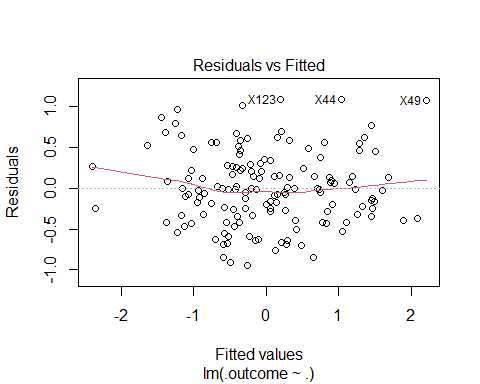 Residuals vs Fitted
Residuals
1.0
0.5
0.0
-0.5
-1.0
X123
X44
X49
-2
-1
0
1
2
Fitted values
lm(.outcome ~ .)